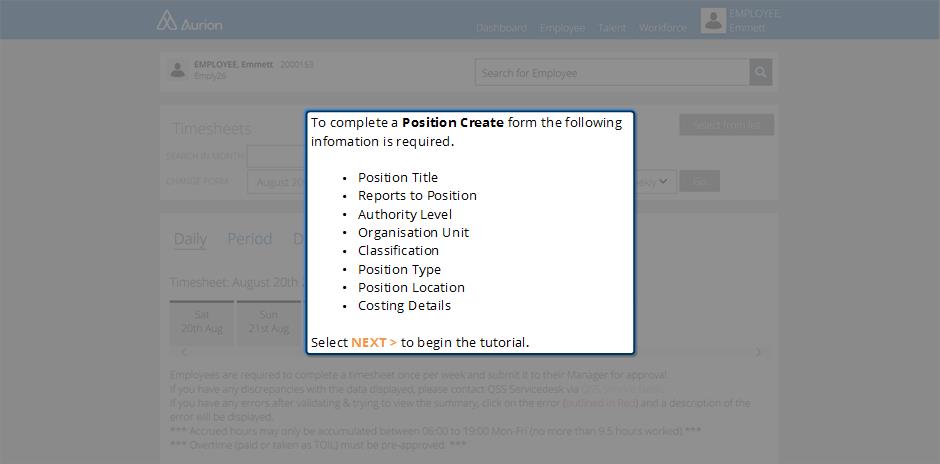 Aurion
Dashboard Employee Talent Workforce
EMPLOYEE,
Emmett
EMPLOYEE, Emmett 2000153
Emply26
Search for Employee
Timesheets
Select from list
SEARCH IN MONTH
CHANGE FORM August 20
Go
To complete a Position Create form the following
infomation is required.
• Position Title
• Reports to Position
• Authority Level
• Organisation Unit
• Classification
• Position Type
• Position Location
• Costing Details
Select NEXT > to begin the tutorial.
Daily Period D
Timesheet: August 20th
Sat Sun
20th Aug 21st Aug
Employees are required to complete a timesheet once per week and submit it to their Manager for approval!
If you have any discrepancies with the data displayed, please contact QSS Servicedesk via
If you have any errors after validating & trying to view the summary, click on the error (outlined in Red) and a description of the
error will be displayed.
*** Accrued hours may only be accumulated between 06:00 to 19:00 Mon-Fri (no more than 9.5 hours worked).***
*** Overtime (paid or taken as TOIL) must be pre-approved. ***